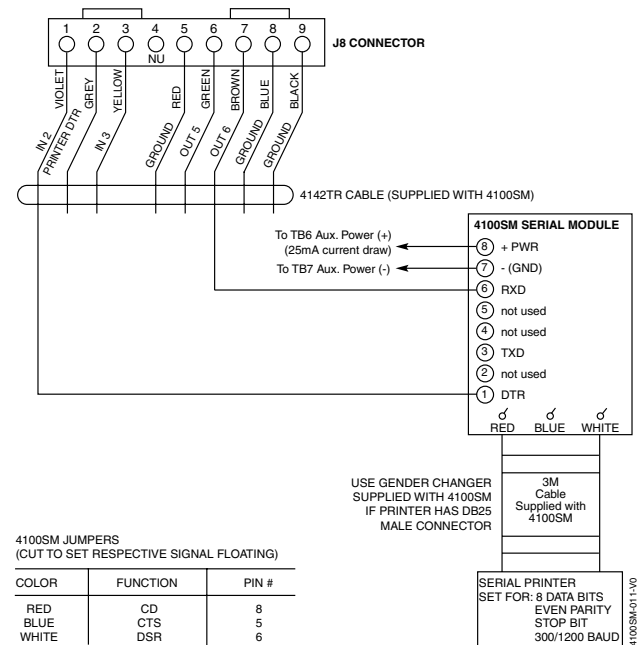 1 2 3 4 5 6 7 8 9
NU
J8 CONNECTOR
VIOLET
GREY
YELLOW
RED
GREEN
BROWN
BLUE
BLACK
IN 2
PRINTER DTR
IN 3
GROUND
OUT 5
OUT 6
GROUND
GROUND
4142TR CABLE (SUPPLIED WITH 4100SM)
To TB6 Aux. Power (+)
(25mA current draw)
To TB7 Aux. Power (-)
4100SM SERIAL MODULE
8 + PWR
7 - (GND)
6 RXD
5 not used
4 not used
3 TXD
2 not used
1 DTR
RED BLUE WHITE
USE GENDER CHANGER
SUPPLIED WITH 4100SM
IF PRINTER HAS DB25
MALE CONNECTOR
3M
Cable
Supplied with
4100SM
4100SM JUMPERS
(CUT TO SET RESPECTIVE SIGNAL FLOATING)
COLOR FUNCTION PIN #
RED CD 8
BLUE CTS 5
WHITE DSR 6
SERIAL PRINTER
SET FOR: 8 DATA BITS
EVEN PARITY
STOP BIT
300/1200 BAUD
4100SM-011-V0